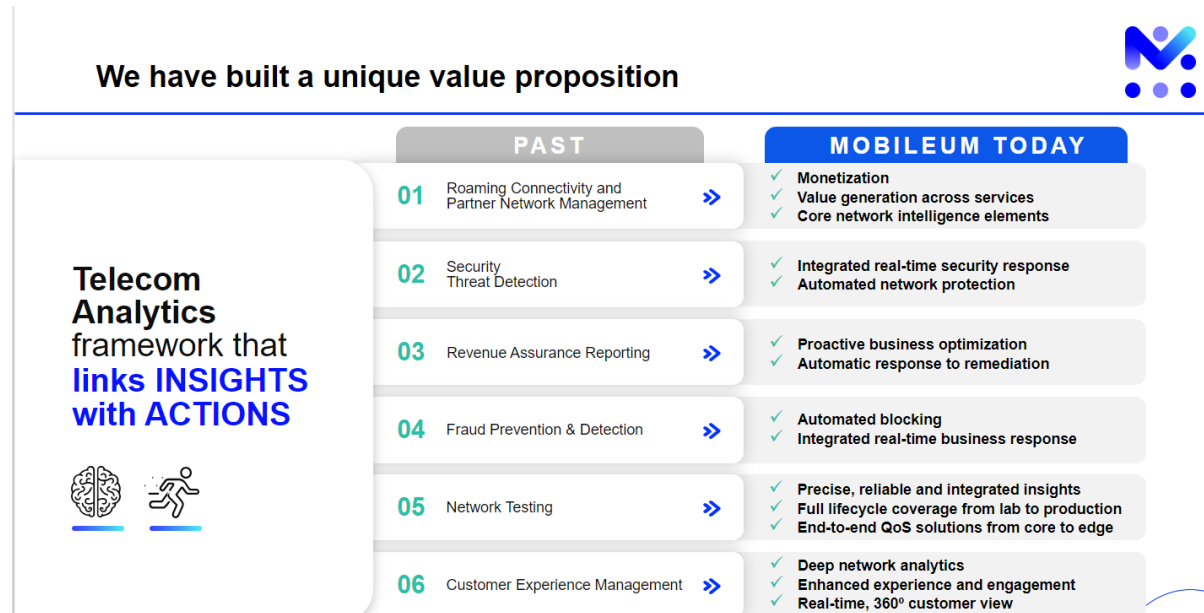 We have built a unique value proposition
PAST
MOBILEUM TODAY
Telecom
Analytics
framework that
links INSIGHTS
with ACTIONS
01
Roaming Connectivity and
Partner Network Management
Monetization
Value generation across services
Core network intelligence elements
02
Security
Threat Detection
Integrated real-time security response
Automated network protection
03
Revenue Assurance Reporting
Proactive business optimization
Automatic response to remediation
04
Fraud Prevention & Detection
Automated blocking
Integrated real-time business response
05
Network Testing
Precise, reliable and integrated insights
Full lifecycle coverage from lab to production
End-to-end QoS solutions from core to edge
06
Customer Experience Management
Deep network analytics
Enhanced experience and engagement
Real-time, 360º customer view